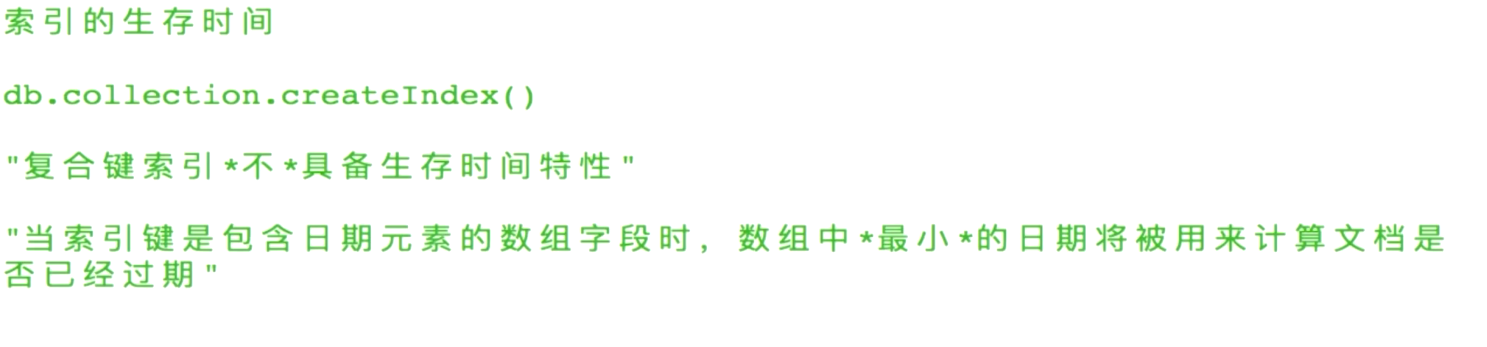 索引的生存时间
db.collection.createIndex()
"复合键索引*不*具备生存时间特性"
"当索引键是包含日期元素的数组字段时，数组中*最小*的日期将被用来计算文档是
否已经过期"